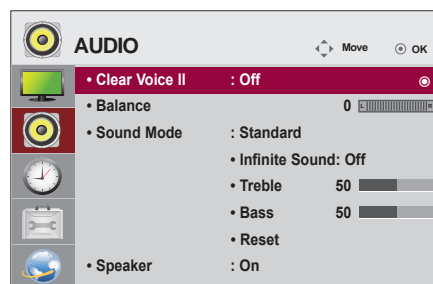 AUDIO Move OK
• Clear Voice II : Off
• Balance 0 L R
• Sound Mode : Standard
• Infinite Sound: Off
• Treble 50
• Bass 50
• Reset
• Speaker : On